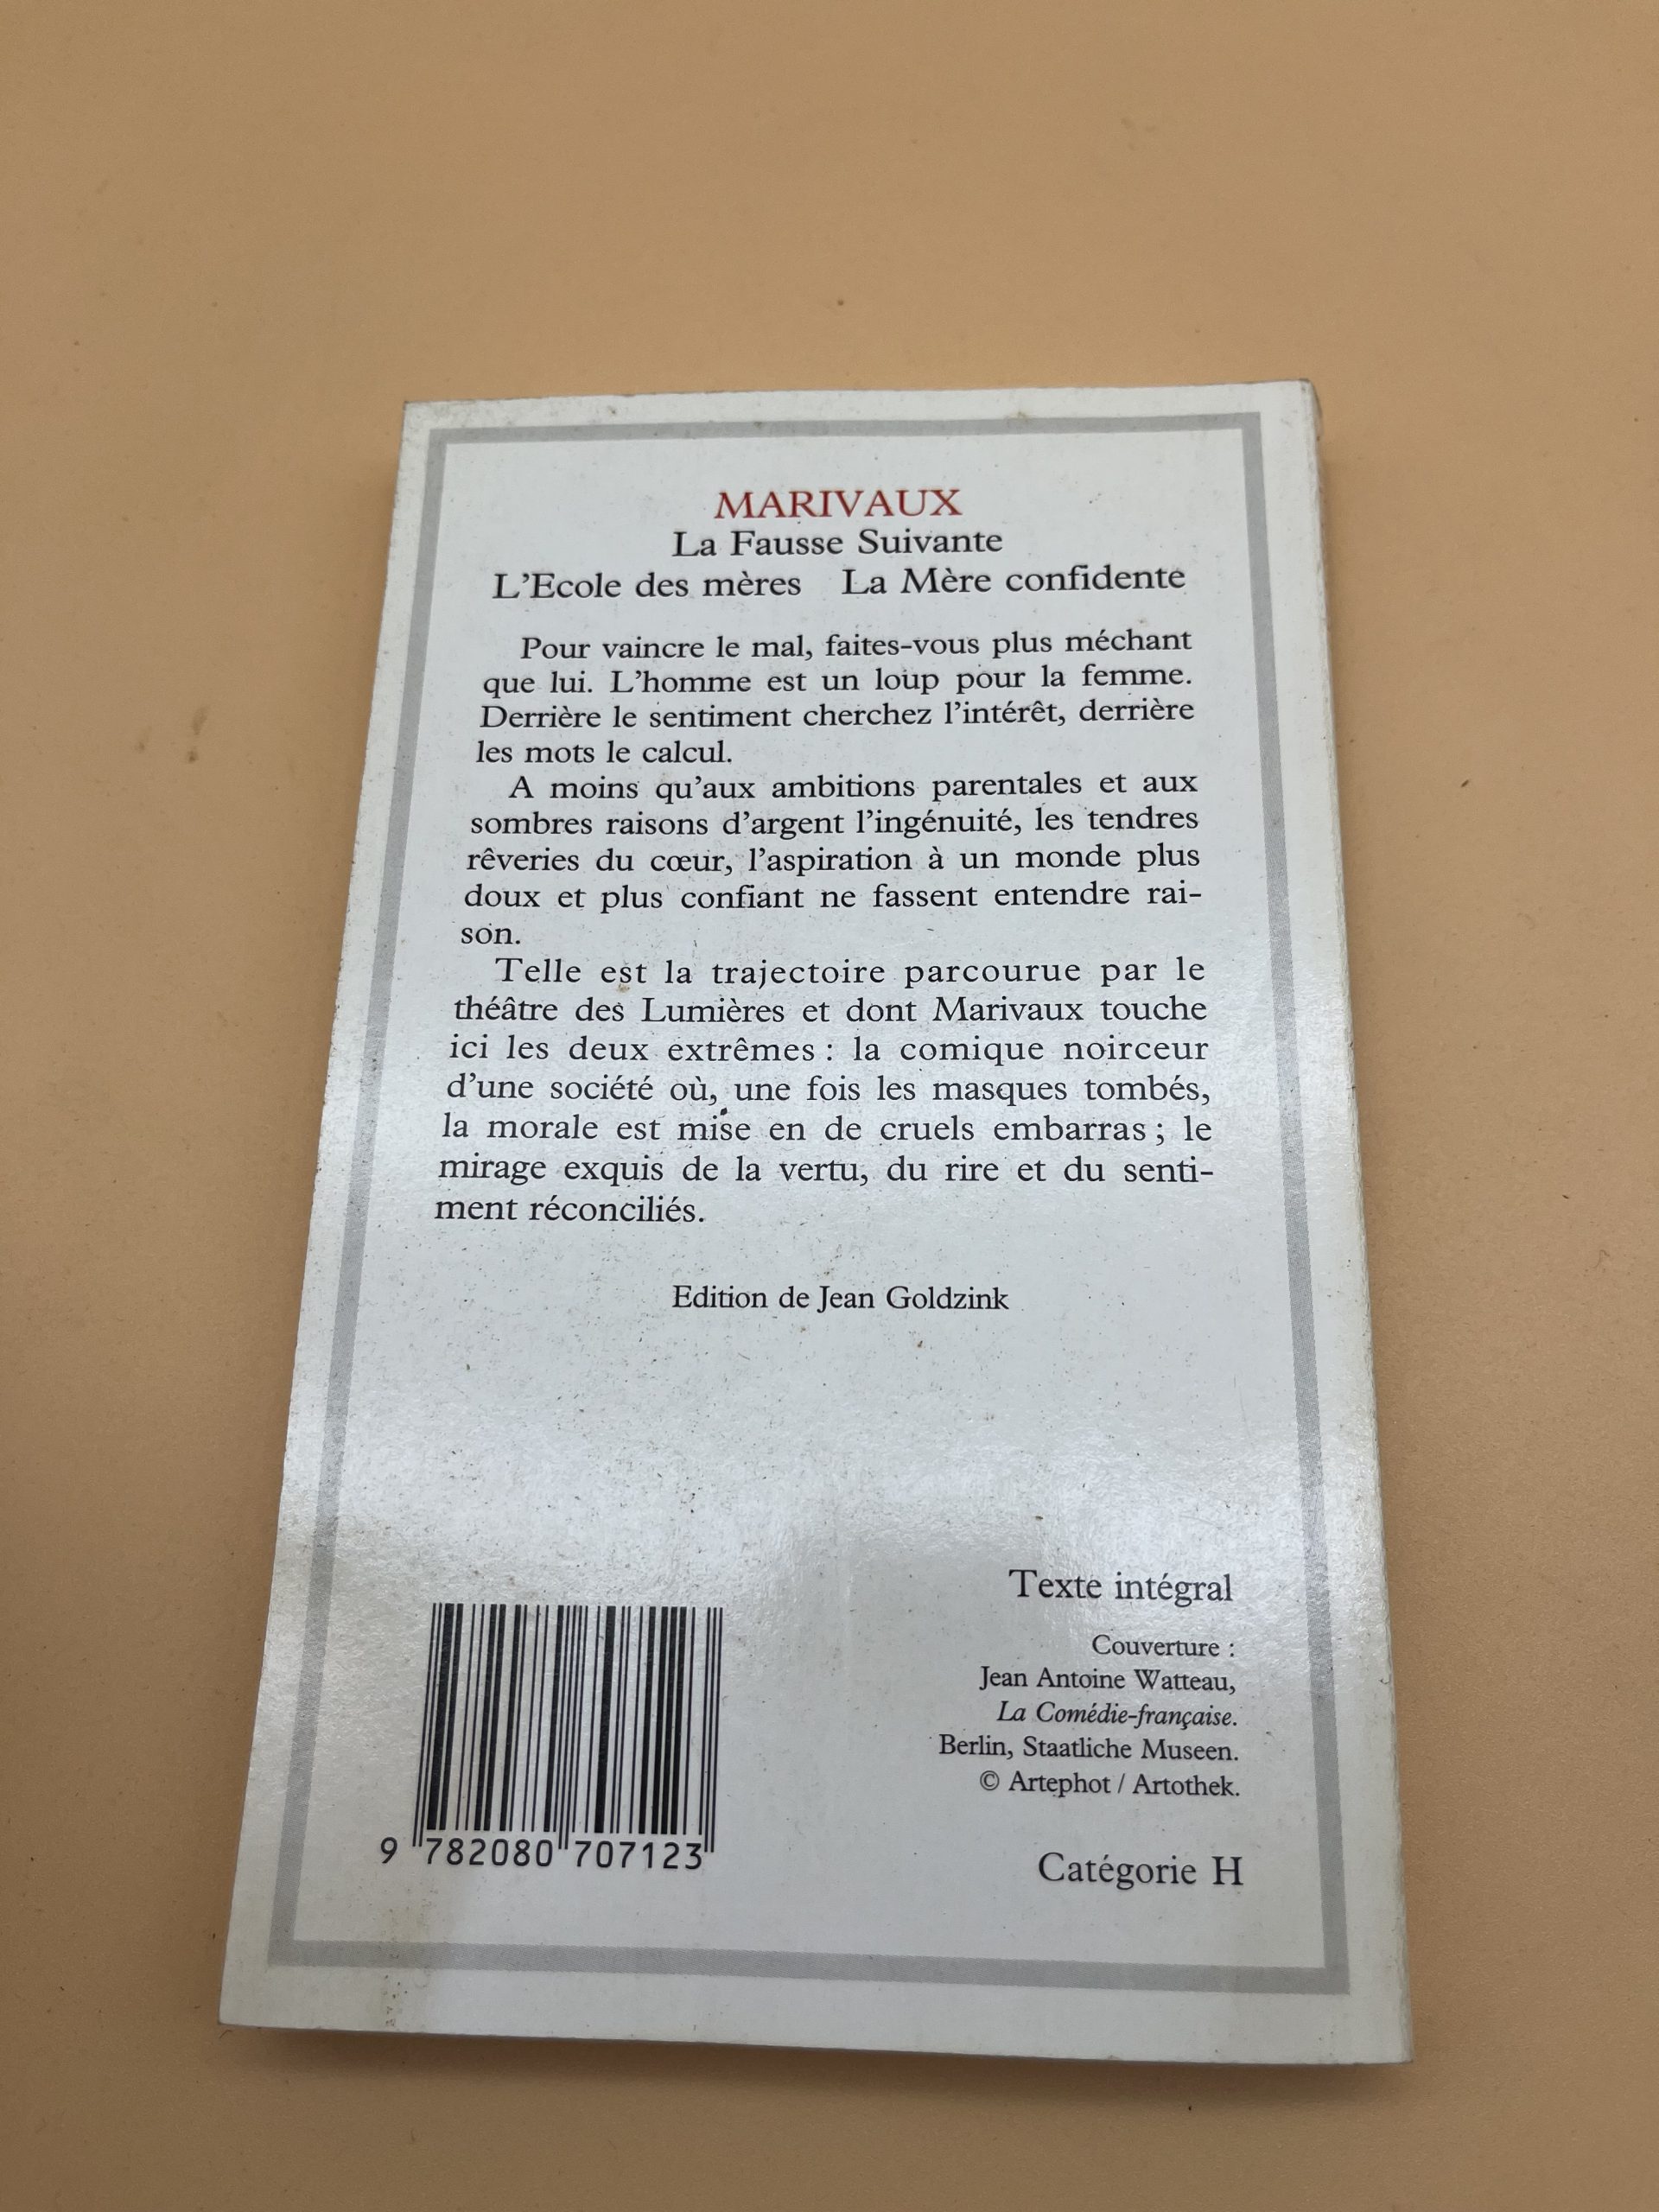 MARIVAUX
La Fausse Suivante
L'Ecole des mères La Mère confidente
Pour vaincre le mal, faites-vous plus méchant
que lui. L'homme est un loup pour la femme.
Derrière le sentiment cherchez l'intérêt, derrière
les mots le calcul.
A moins qu'aux ambitions parentales et aux
sombres raisons d'argent l'ingénuité, les tendres
rêveries du cœur, l'aspiration à un monde plus
doux et plus confiant ne fassent entendre rai-
son.
Telle est la trajectoire parcourue par le
théâtre des Lumières et dont Marivaux touche
ici les deux extrêmes : la comique noirceur
d'une société où, une fois les masques tombés,
la morale est mise en de cruels embarras ; le
mirage exquis de la vertu, du rire et du senti-
ment réconciliés.
Edition de Jean Goldzink
Texte intégral
Couverture :
Jean Antoine Watteau,
La Comédie-française.
Berlin, Staatliche Museen.
© Artephot / Artothek.
9 782080 707123
Catégorie H